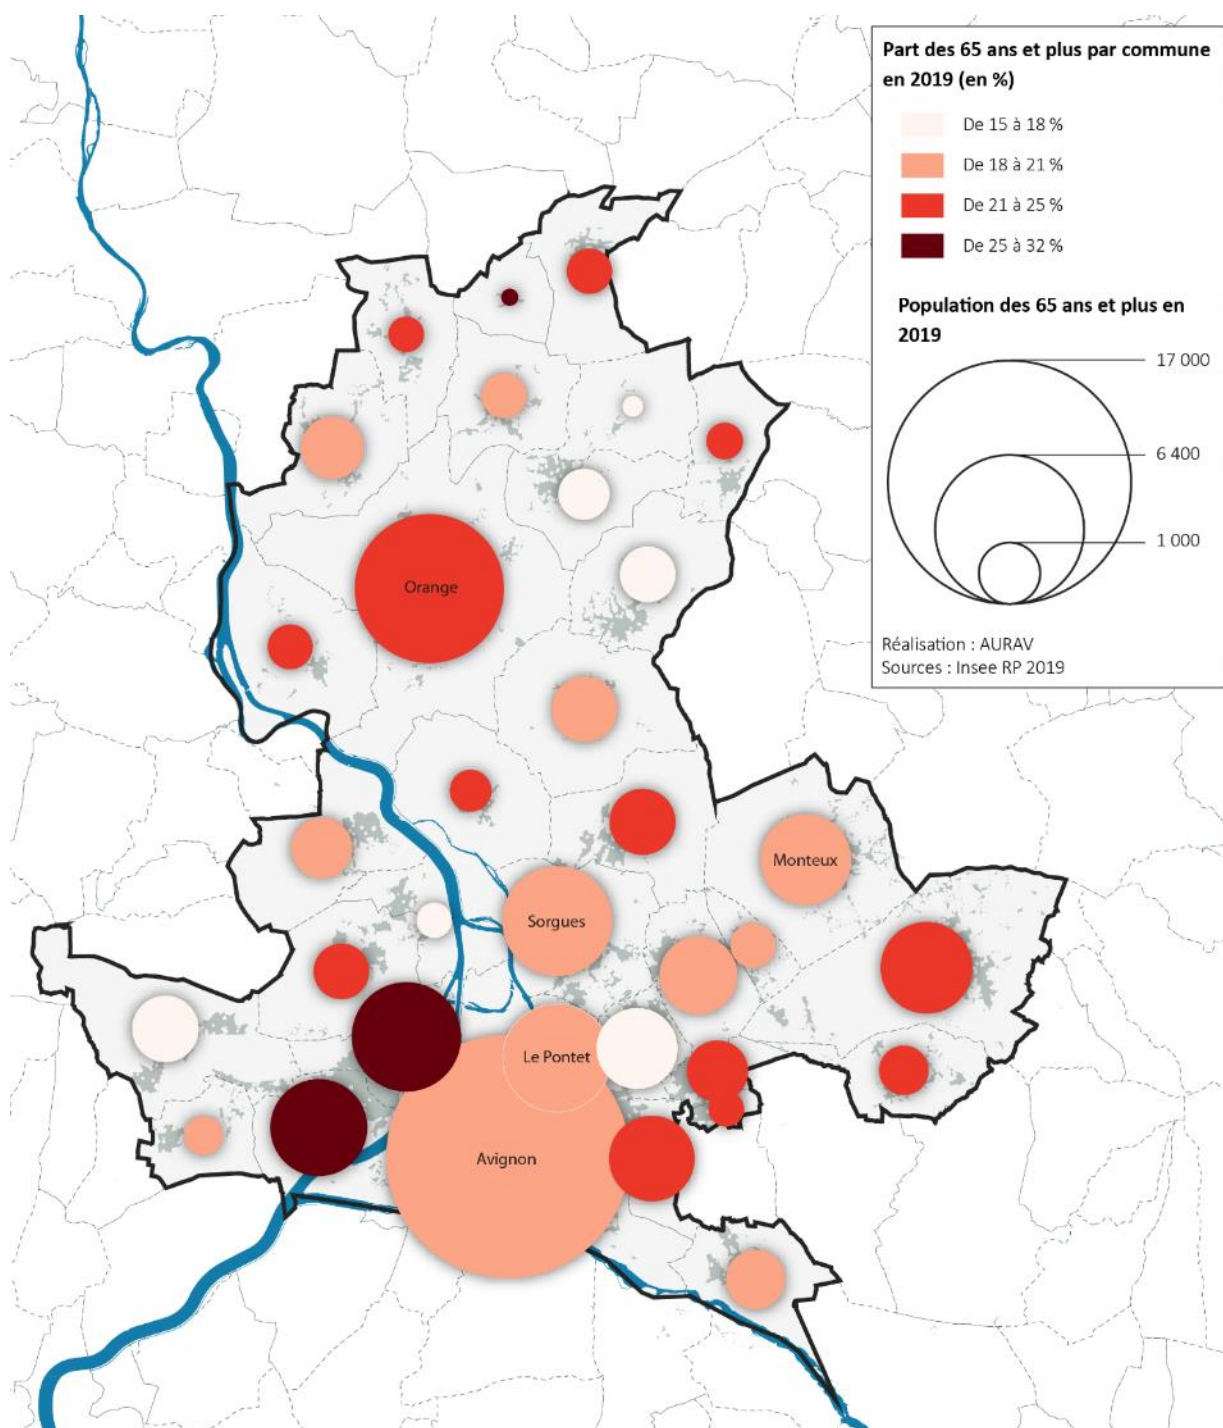 Part des 65 ans et plus par commune
en 2019 (en %)
De 15 à 18 %
De 18 à 21 %
De 21 à 25 %
De 25 à 32 %
Population des 65 ans et plus en
2019
17 000
6 400
1 000
Réalisation : AURAV
Sources : Insee RP 2019
Orange
Monteux
Sorgues
Le Pontet
Avignon